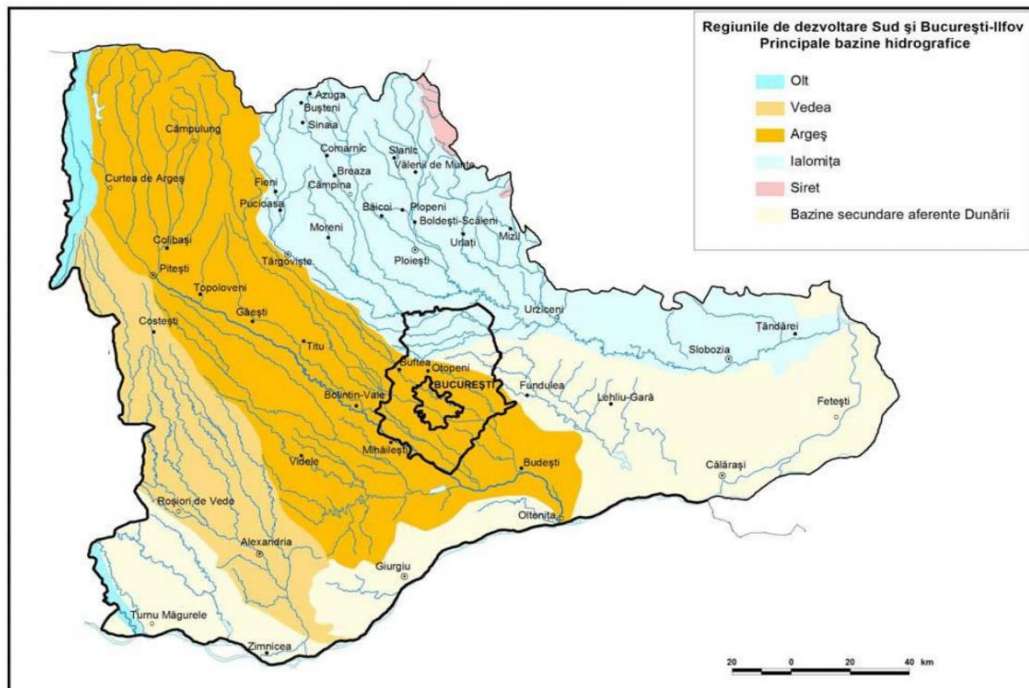 Regiunile de dezvoltare Sud şi Bucureşti-Ilfov
Principale bazine hidrografice
Olt
Vedea
Argeş
Ialomiţa
Siret
Bazine secundare aferente Dunării
Azuga
Buşteni
Sinaia
Câmpulung
Comarnic
Slanic
Vălenii de Munte
Breaza
Curtea de Argeş
Fieni
Câmpina
Pucioasa
Băicoi
Plopeni
Boldeşti-Scăieni
Moreni
Urlaţi
Mizil
Colibaşi
Ploieşti
Târgovişte
Piteşti
Topoloveni
Costeşti
Găeşti
Urziceni
Ţăndărei
Titu
Slobozia
Buftea
Otopeni
BUCUREŞTI
Bolintin-Vale
Fundulea
Lehliu-Gară
Feteşti
Mihăileşti
Videle
Budeşti
Călăraşi
Roşiori de Vede
Olteniţa
Alexandria
Giurgiu
Turnu Măgurele
Zimnicea
20 0 20 40 km